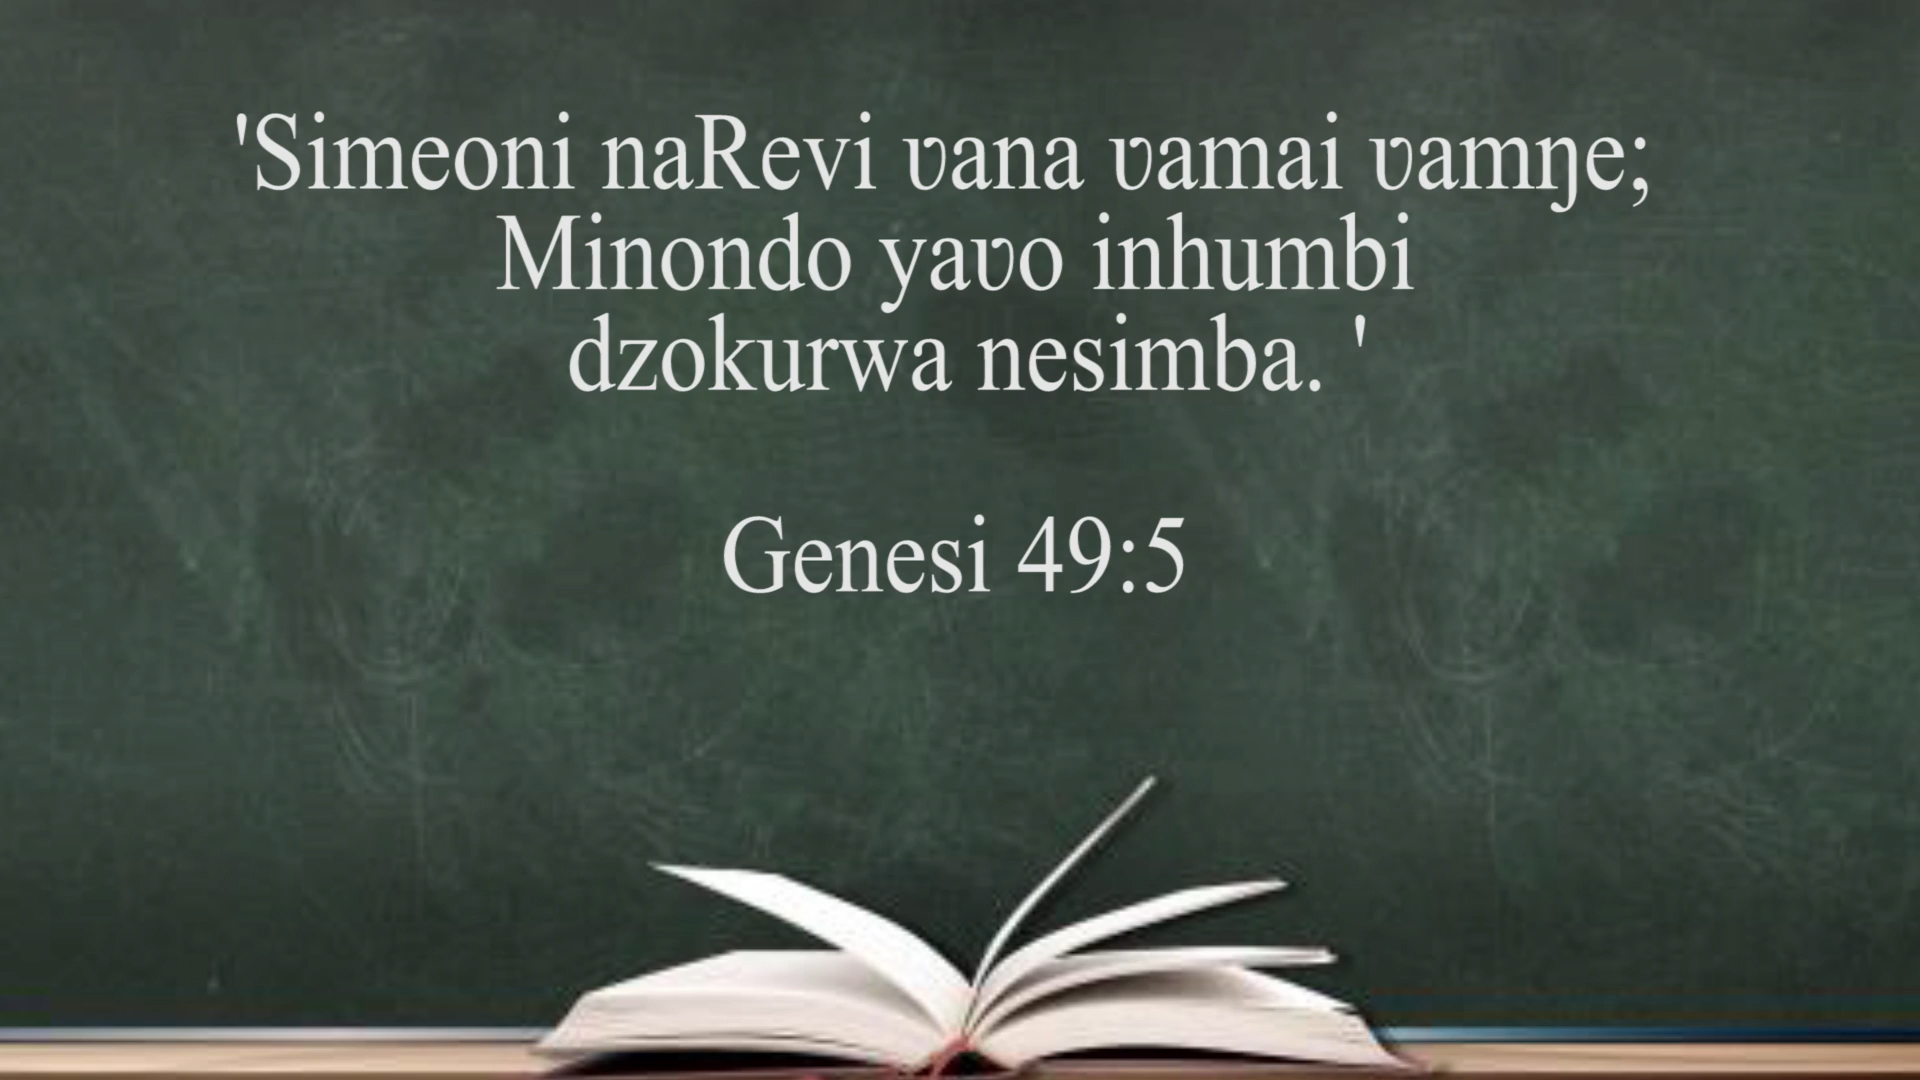 'Simeoni naRevi ʋana ʋamai ʋamŋe;
Minondo yaʋo inhumbi
dzokurwa nesimba. '
Genesi 49:5